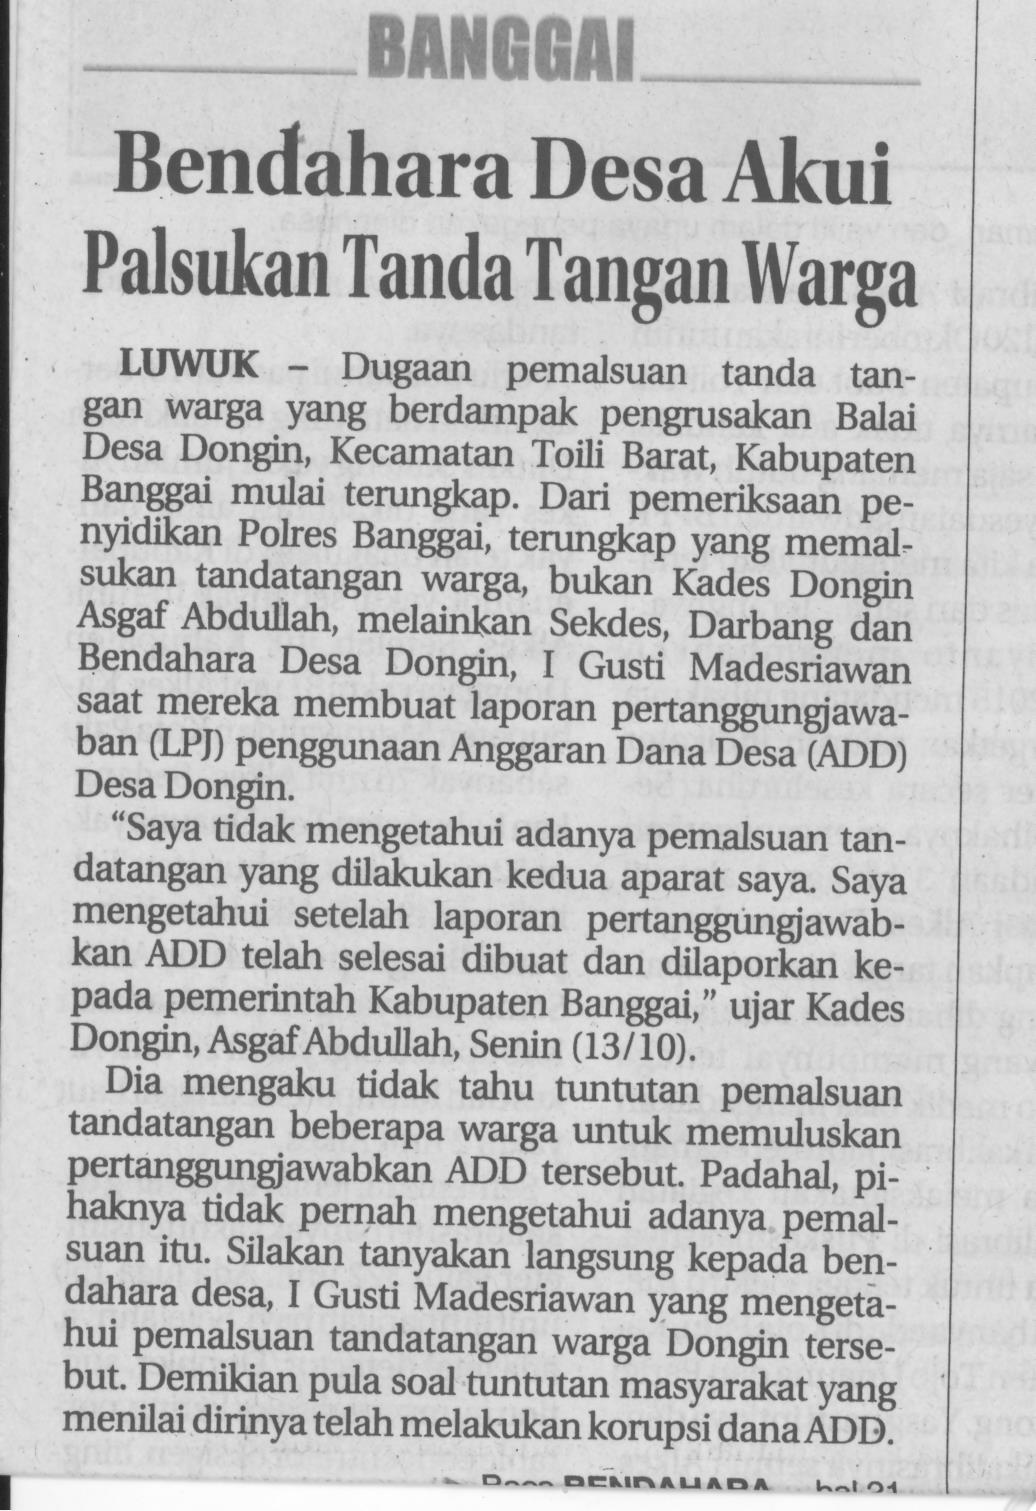 BANGGAI
Bendahara Desa Akui
Palsukan Tanda Tangan Warga
LUWUK – Dugaan pemalsuan tanda tan-
gan warga yang berdampak pengrusakan Balai
Desa Dongin, Kecamatan Toili Barat, Kabupaten
Banggai mulai terungkap. Dari pemeriksaan pe-
nyidikan Polres Banggai, terungkap yang memal-
sukan tandatangan warga, bukan Kades Dongin
Asgaf Abdullah, melainkan Sekdes, Darbang dan
Bendahara Desa Dongin, I Gusti Madesriawan
saat mereka membuat laporan pertanggungjawa-
ban (LPJ) penggunaan Anggaran Dana Desa (ADD)
Desa Dongin.
“Saya tidak mengetahui adanya pemalsuan tan-
datangan yang dilakukan kedua aparat saya. Saya
mengetahui setelah laporan pertanggungjawab-
kan ADD telah selesai dibuat dan dilaporkan ke-
pada pemerintah Kabupaten Banggai,” ujar Kades
Dongin, Asgaf Abdullah, Senin (13/10).
Dia mengaku tidak tahu tuntutan pemalsuan
tandatangan beberapa warga untuk memuluskan
pertanggungjawabkan ADD tersebut. Padahal, pi-
haknya tidak pernah mengetahui adanya pemal-
suan itu. Silakan tanyakan langsung kepada ben-
dahara desa, I Gusti Madesriawan yang mengeta-
hui pemalsuan tandatangan warga Dongin terse-
but. Demikian pula soal tuntutan masyarakat yang
menilai dirinya telah melakukan korupsi dana ADD.
Baca BENDAHARA hal 21